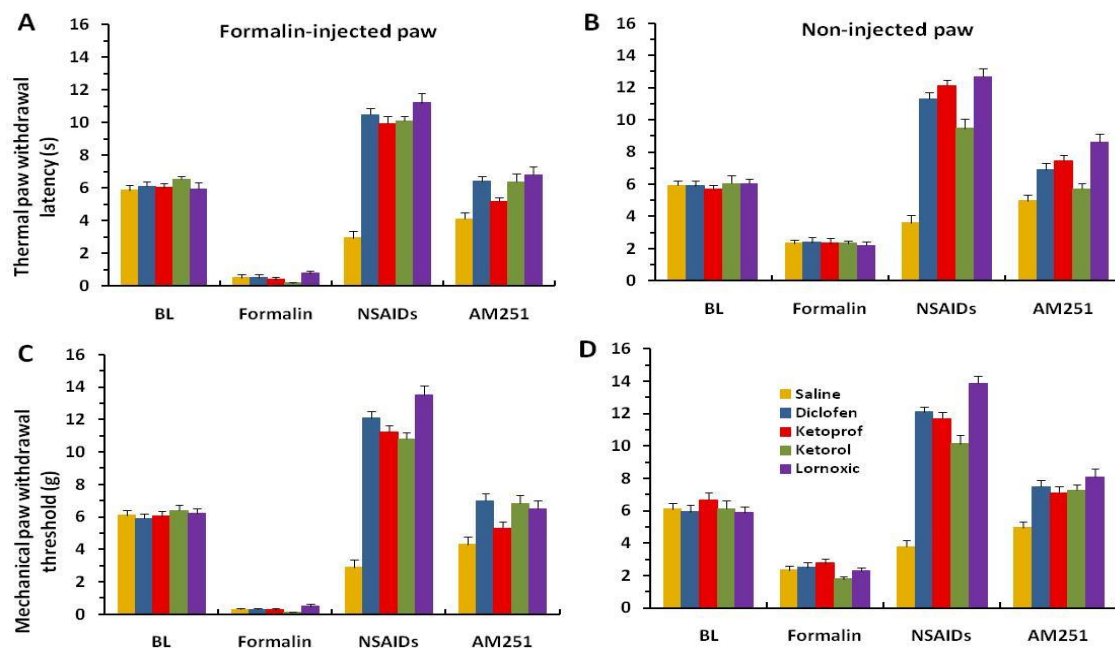 A
Formalin-injected paw
Thermal paw withdrawal
latency (s)
16
14
12
10
8
6
4
2
0
BL Formalin NSAIDs AM251
B
Non-injected paw
16
14
12
10
8
6
4
2
0
BL Formalin NSAIDs AM251
C
Mechanical paw withdrawal
threshold (g)
16
14
12
10
8
6
4
2
0
BL Formalin NSAIDs AM251
D
16
14
12
10
8
6
4
2
0
Saline
Diclofen
Ketoprof
Ketorol
Lornoxic
BL Formalin NSAIDs AM251